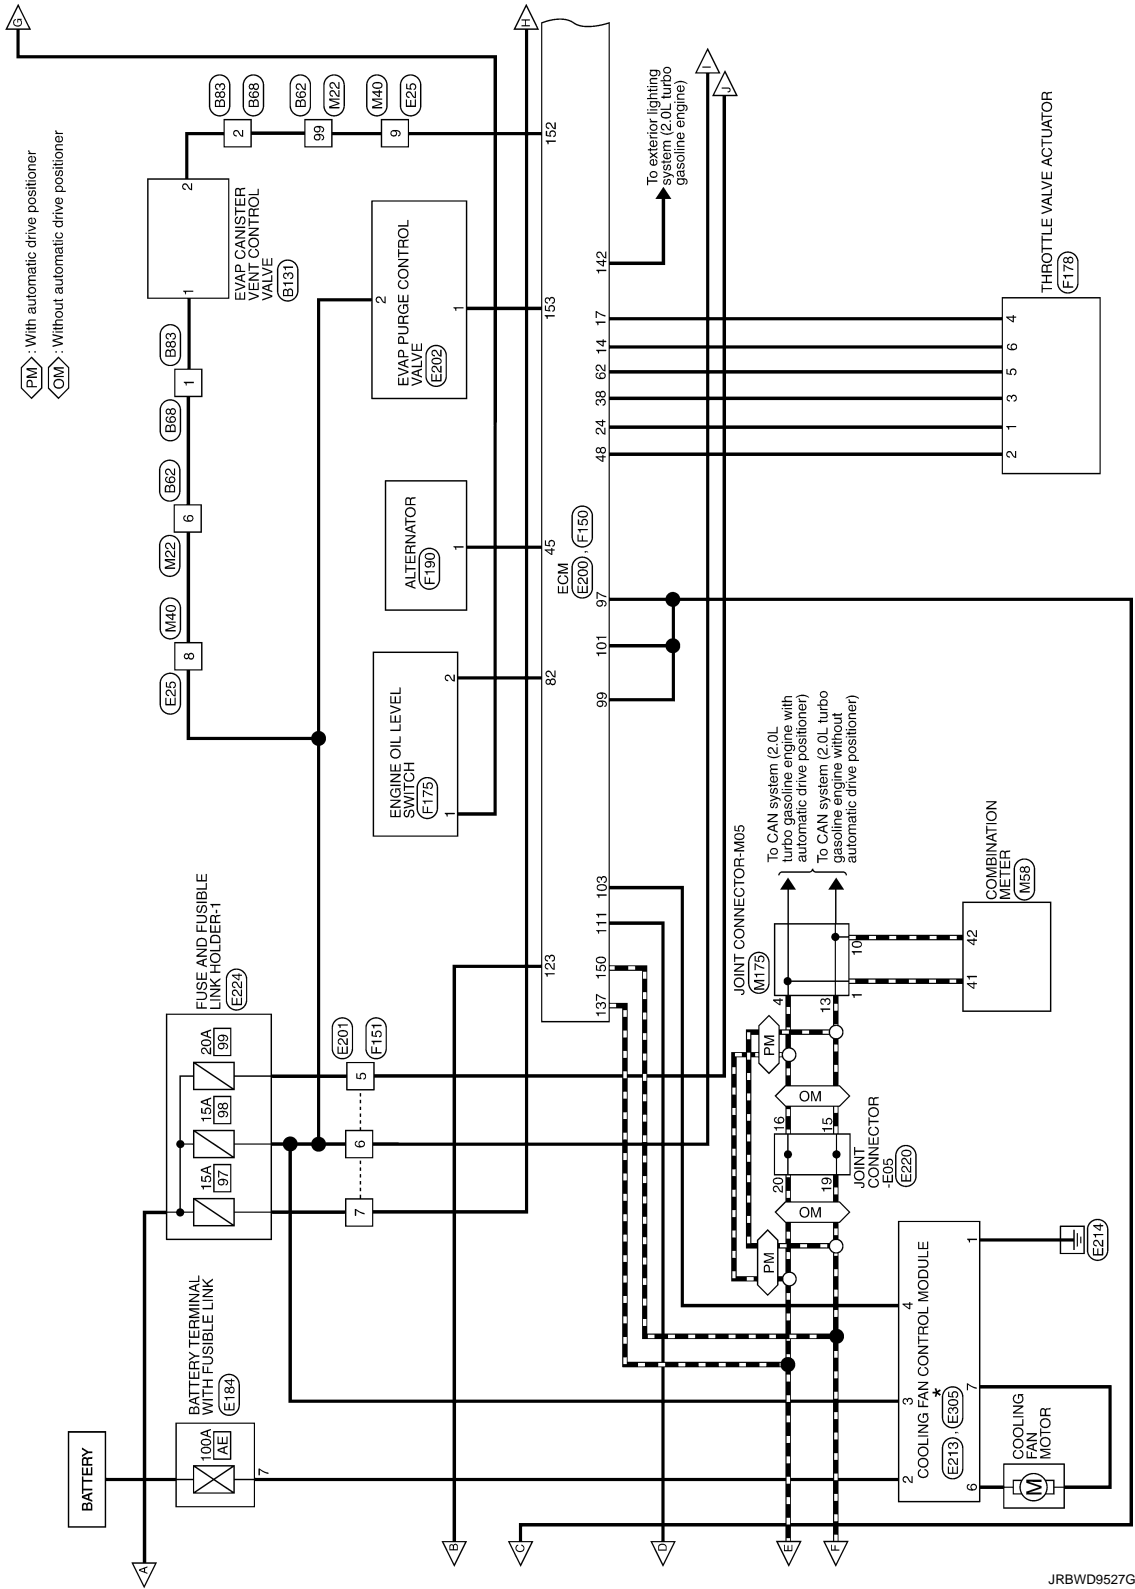 PM : With automatic drive positioner
OM : Without automatic drive positioner
G
H
I
J
B83
2
B68
B62
99
M22
M40
9
E25
152
2
1
EVAP CANISTER
VENT CONTROL
VALVE
B131
B83
1
B68
B62
6
M22
M40
8
E25
2
1
EVAP PURGE CONTROL
VALVE
E202
153
ALTERNATOR
F190
1
45
ENGINE OIL LEVEL
SWITCH
F175
2
1
82
ECM
E200 , F150
142
To exterior lighting
system (2.0L turbo
gasoline engine)
17
14
62
38
24
48
4
6
5
3
1
2
THROTTLE VALVE ACTUATOR
F178
97
101
99
103
111
150
137
123
FUSE AND FUSIBLE
LINK HOLDER-1
E224
20A
99
15A
98
15A
97
E201
F151
5
6
7
BATTERY
BATTERY TERMINAL
WITH FUSIBLE LINK
E184
100A
AE
7
JOINT CONNECTOR-M05
M175
4
13
1
10
To CAN system (2.0L
turbo gasoline engine with
automatic drive positioner)
To CAN system (2.0L turbo
gasoline engine without
automatic drive positioner)
COMBINATION
METER
M58
42
41
PM
OM
16
15
JOINT
CONNECTOR
-E05
E220
20
19
OM
PM
COOLING FAN CONTROL MODULE
*
E213 , E305
4
3
2
1
7
6
E214
COOLING
FAN
MOTOR
M
A
B
C
D
E
F
JRBWD9527G